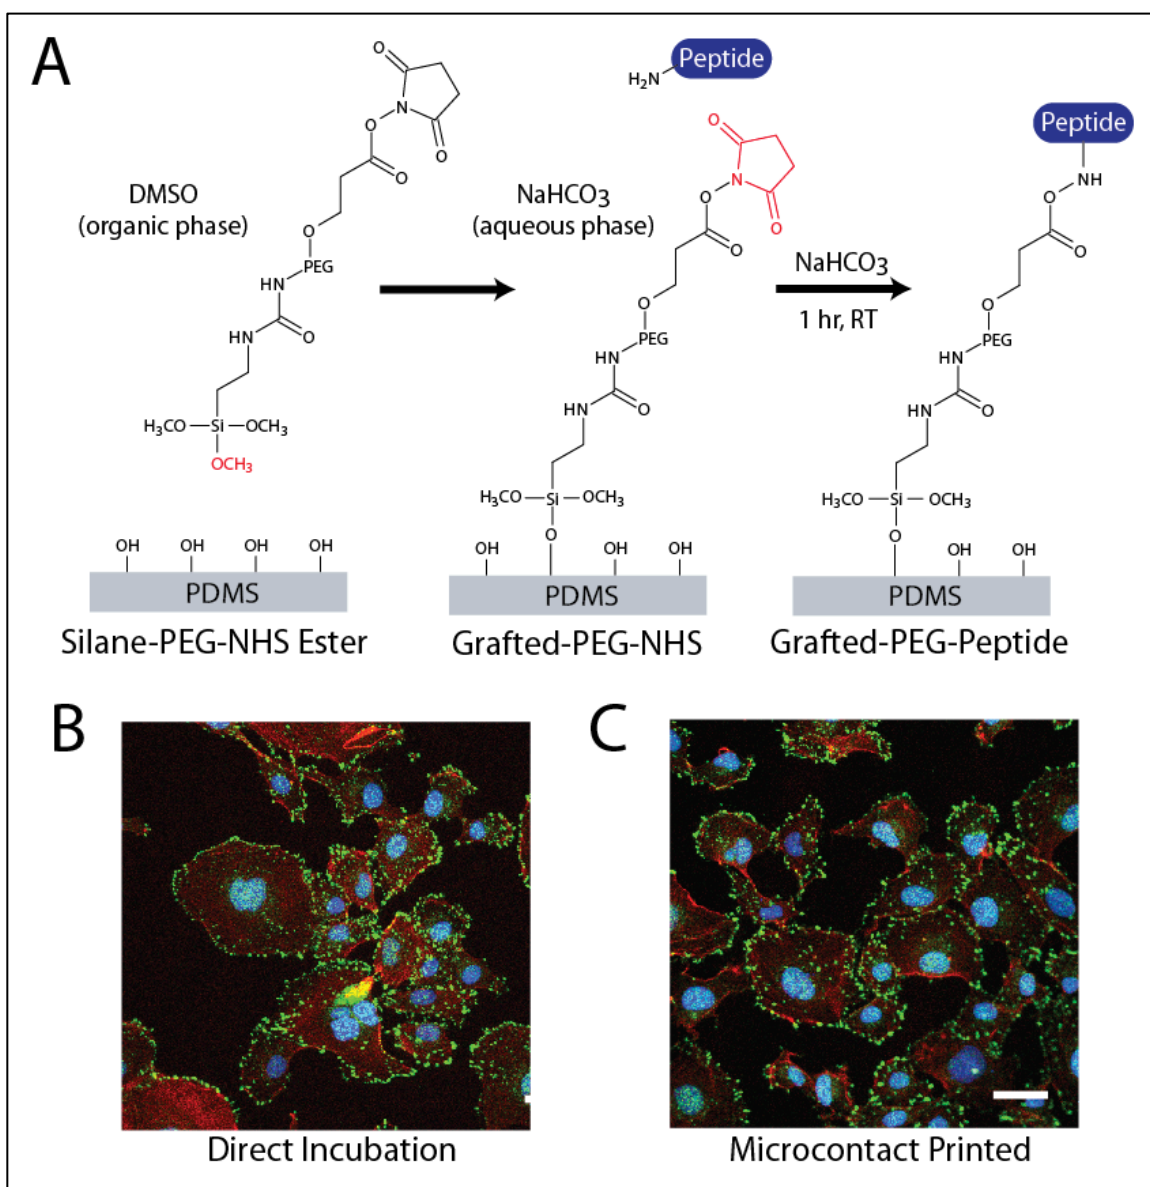 A
DMSO
(organic phase)
O
N
O
O
O
O
PEG
HN
HN
O
H₃CO
Si
OCH₃
OCH₃
OH
OH
OH
OH
PDMS
Silane-PEG-NHS Ester
H₂N
Peptide
NaHCO3
(aqueous phase)
O
N
O
O
O
O
PEG
HN
HN
O
H₃CO
Si
OCH₃
O
OH
OH
OH
PDMS
Grafted-PEG-NHS
NaHCO3
1 hr, RT
Peptide
NH
O
O
O
PEG
HN
HN
O
H₃CO
Si
OCH₃
O
OH
OH
PDMS
Grafted-PEG-Peptide
B
Direct Incubation
C
Microcontact Printed